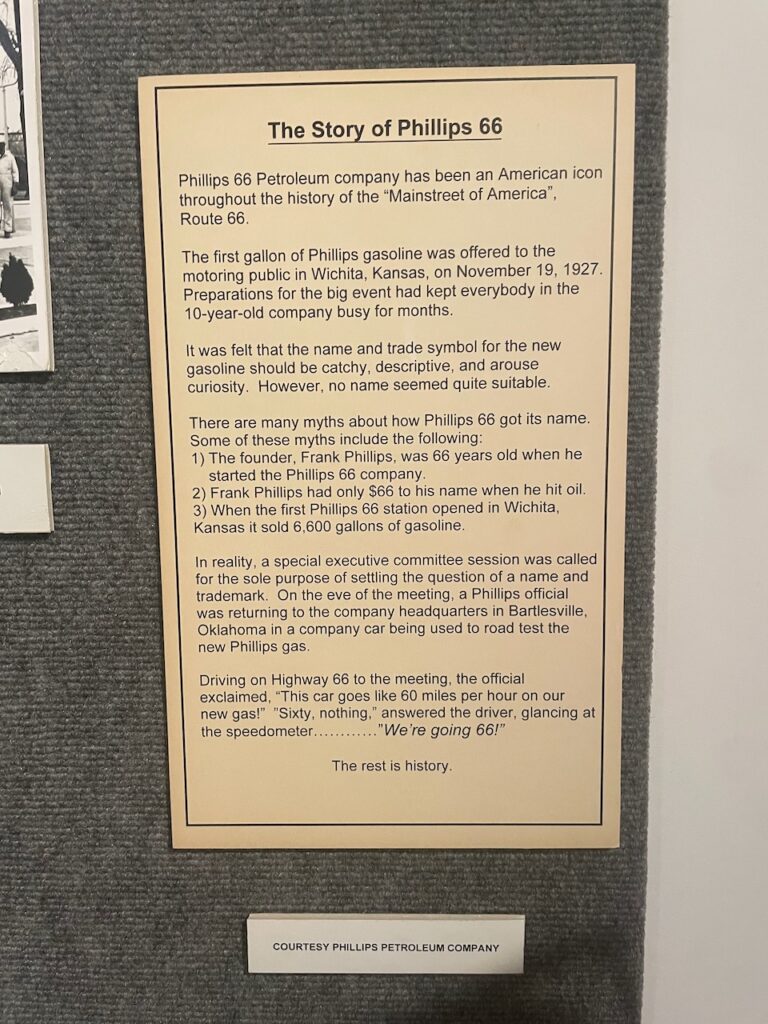 The Story of Phillips 66
Phillips 66 Petroleum company has been an American icon
throughout the history of the “Mainstreet of America”,
Route 66.
The first gallon of Phillips gasoline was offered to the
motoring public in Wichita, Kansas, on November 19, 1927.
Preparations for the big event had kept everybody in the
10-year-old company busy for months.
It was felt that the name and trade symbol for the new
gasoline should be catchy, descriptive, and arouse
curiosity.  However, no name seemed quite suitable.
There are many myths about how Phillips 66 got its name.
Some of these myths include the following:
1) The founder, Frank Phillips, was 66 years old when he
started the Phillips 66 company.
2) Frank Phillips had only $66 to his name when he hit oil.
3) When the first Phillips 66 station opened in Wichita,
Kansas it sold 6,600 gallons of gasoline.
In reality, a special executive committee session was called
for the sole purpose of settling the question of a name and
trademark.  On the eve of the meeting, a Phillips official
was returning to the company headquarters in Bartlesville,
Oklahoma in a company car being used to road test the
new Phillips gas.
Driving on Highway 66 to the meeting, the official
exclaimed, “This car goes like 60 miles per hour on our
new gas!”  ”Sixty, nothing,” answered the driver, glancing at
the speedometer…………”We’re going 66!”
The rest is history.
COURTESY PHILLIPS PETROLEUM COMPANY